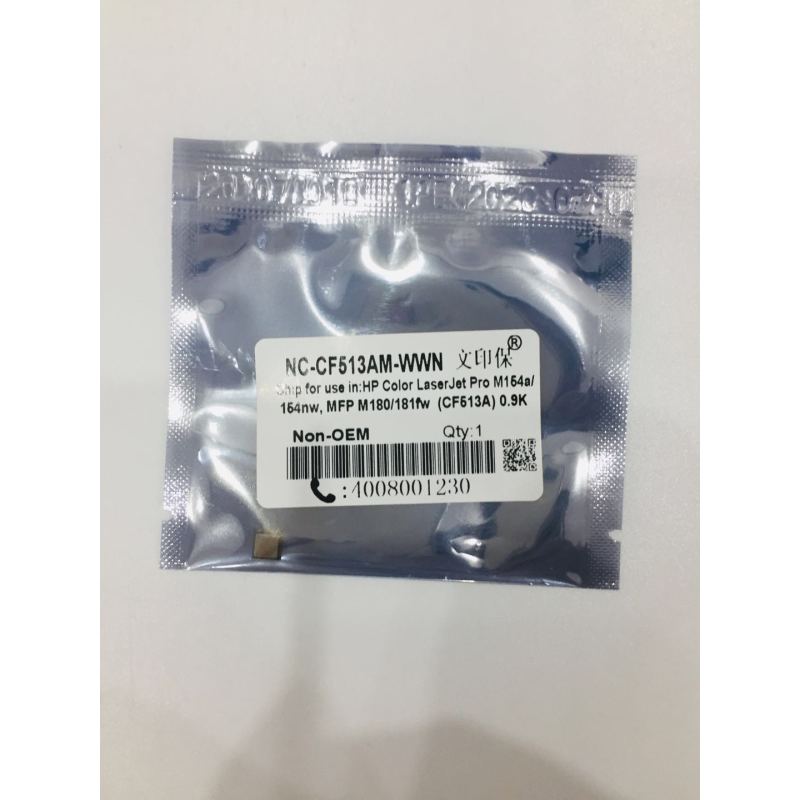 NC-CF513AM-WWN 文印保®
Chip for use in:HP Color LaserJet Pro M154a/
154nw, MFP M180/181fw (CF513A) 0.9K
Non-OEM Qty:1
:4008001230